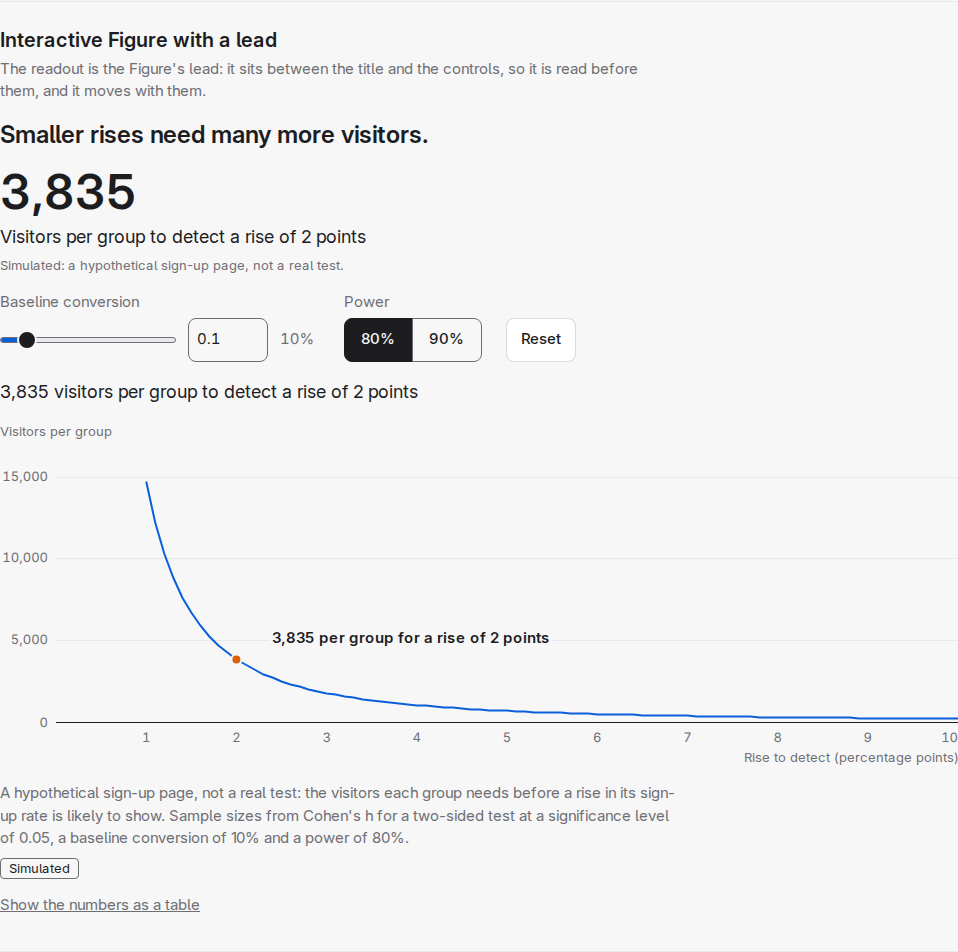 Interactive Figure with a lead
The readout is the Figure's lead: it sits between the title and the controls, so it is read before
them, and it moves with them.
Smaller rises need many more visitors.
3,835
Visitors per group to detect a rise of 2 points
Simulated: a hypothetical sign-up page, not a real test.
Baseline conversion
Power
0.1
10%
80%
90%
Reset
3,835 visitors per group to detect a rise of 2 points
Visitors per group
15,000
10,000
5,000
3,835 per group for a rise of 2 points
0
1 2 3 4 5 6 7 8 9 10
Rise to detect (percentage points)
A hypothetical sign-up page, not a real test: the visitors each group needs before a rise in its sign-
up rate is likely to show. Sample sizes from Cohen's h for a two-sided test at a significance level
of 0.05, a baseline conversion of 10% and a power of 80%.
Simulated
Show the numbers as a table